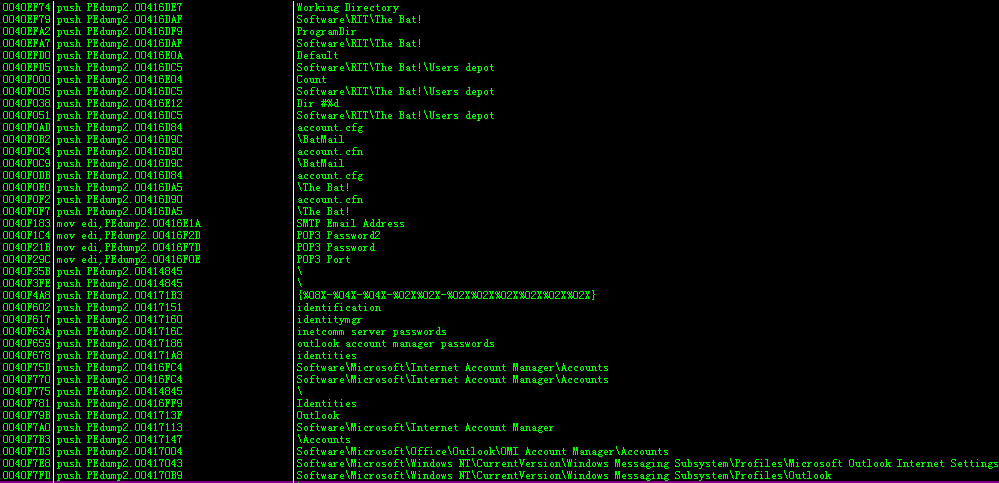 0040EF74 push PEdump2.00416DE7 Working Directory
0040EF79 push PEdump2.00416DAF Software\RIT\The Bat!
0040EFA2 push PEdump2.00416DF9 ProgramDir
0040EFA7 push PEdump2.00416DAF Software\RIT\The Bat!
0040EFD0 push PEdump2.00416E0A Default
0040EFD5 push PEdump2.00416DC5 Software\RIT\The Bat!\Users depot
0040F000 push PEdump2.00416E04 Count
0040F005 push PEdump2.00416DC5 Software\RIT\The Bat!\Users depot
0040F038 push PEdump2.00416E12 Dir #%d
0040F051 push PEdump2.00416DC5 Software\RIT\The Bat!\Users depot
0040F0AD push PEdump2.00416D84 account.cfg
0040F0B2 push PEdump2.00416D9C \BatMail
0040F0C4 push PEdump2.00416D90 account.cfn
0040F0C9 push PEdump2.00416D9C \BatMail
0040F0DB push PEdump2.00416D84 account.cfg
0040F0E0 push PEdump2.00416DA5 \The Bat!
0040F0F2 push PEdump2.00416D90 account.cfn
0040F0F7 push PEdump2.00416DA5 \The Bat!
0040F183 mov edi,PEdump2.00416E1A SMTP Email Address
0040F1C4 mov edi,PEdump2.00416F2D POP3 Password2
0040F21B mov edi,PEdump2.00416F7D POP3 Password
0040F29C mov edi,PEdump2.00416F0E POP3 Port
0040F35B push PEdump2.00414845 \
0040F3FE push PEdump2.00414845 \
0040F4A8 push PEdump2.004171B3 {%08X-%04X-%04X-%02X%02X-%02X%02X%02X%02X%02X%02X}
0040F602 push PEdump2.00417151 identification
0040F617 push PEdump2.00417160 identitymgr
0040F63A push PEdump2.0041716C inetcomm server passwords
0040F659 push PEdump2.00417186 outlook account manager passwords
0040F678 push PEdump2.004171A8 identities
0040F75D push PEdump2.00416FC4 Software\Microsoft\Internet Account Manager\Accounts
0040F770 push PEdump2.00416FC4 Software\Microsoft\Internet Account Manager\Accounts
0040F775 push PEdump2.00414845 \
0040F781 push PEdump2.00416FF9 Identities
0040F79B push PEdump2.0041713F Outlook
0040F7A0 push PEdump2.00417113 Software\Microsoft\Internet Account Manager
0040F7B3 push PEdump2.00417147 \Accounts
0040F7D3 push PEdump2.00417004 Software\Microsoft\Office\Outlook\OMI Account Manager\Accounts
0040F7E8 push PEdump2.00417043 Software\Microsoft\Windows NT\CurrentVersion\Windows Messaging Subsystem\Profiles\Microsoft Outlook Internet Settings
0040F7FD push PEdump2.004170B9 Software\Microsoft\Windows NT\CurrentVersion\Windows Messaging Subsystem\Profiles\Outlook